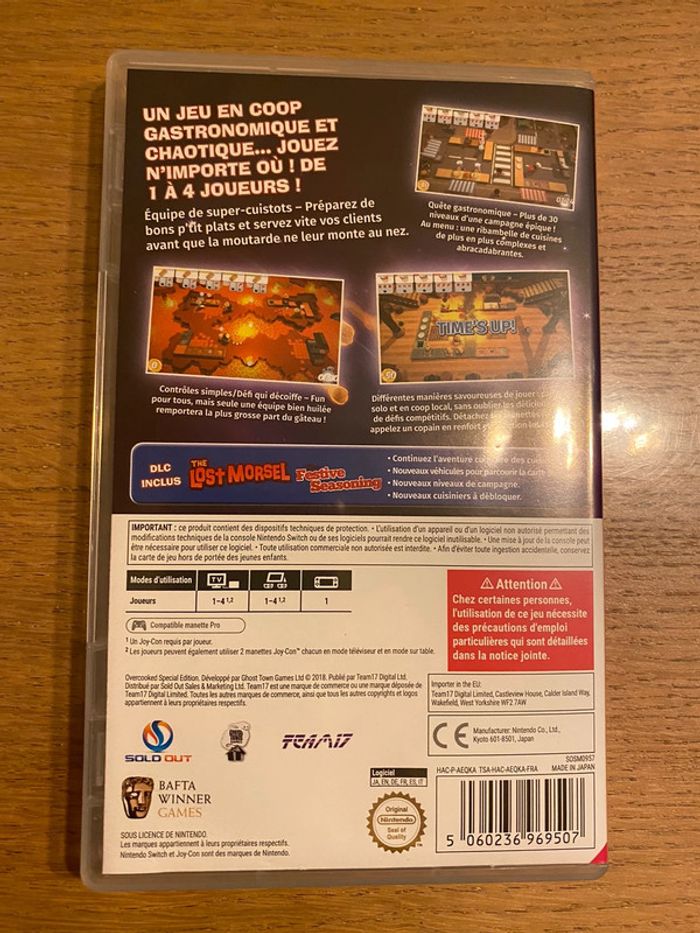 UN JEU EN COOP
GASTRONOMIQUE ET
CHAOTIQUE... JOUEZ
N'IMPORTE OÙ ! DE
1 À 4 JOUEURS !
Équipe de super-cuistots – Préparez de
bons p'tit plats et servez vite vos clients
avant que la moutarde ne leur monte au nez.
Quête gastronomique – Plus de 30
niveaux d'une campagne épique !
Au menu : une ribambelle de cuisines
de plus en plus complexes et
abracadabrantes.
TIME'S UP!
Contrôles simples/Défi qui décoiffe – Fun
pour tous, mais seule une équipe bien huilée
remportera la plus grosse part du gâteau !
Différentes manières savoureuses de jouer :
solo et en coop local, sans oublier
de défis compétitifs. Détachez
appelez un copain en renfort
DLC
INCLUS
THE
LOST MORSEL
Festive
Seasoning
• Continuez l'aventure
• Nouveaux véhicules pour parcourir la carte
• Nouveaux niveaux de campagne.
• Nouveaux cuisiniers à débloquer.
IMPORTANT : ce produit contient des dispositifs techniques de protection. • L'utilisation d'un appareil ou d'un logiciel non autorisé permettant des
modifications techniques de la console Nintendo Switch ou de ses logiciels pourrait rendre ce logiciel inutilisable. • Une mise à jour de la console peut
être nécessaire pour utiliser ce logiciel. • Toute utilisation commerciale non autorisée est interdite. • Afin d'éviter toute ingestion accidentelle, conservez
la carte de jeu hors de portée des jeunes enfants.
Modes d'utilisation TV
Joueurs 1-4 1,2 1-4 1,2 1
Compatible manette Pro
1 Un Joy-Con requis par joueur.
2 Les joueurs peuvent également utiliser 2 manettes Joy-Con™ chacun en mode téléviseur et en mode sur table.
⚠ Attention ⚠
Chez certaines personnes,
l'utilisation de ce jeu nécessite
des précautions d'emploi
particulières qui sont détaillées
dans la notice jointe.
Overcooked Special Edition. Développé par Ghost Town Games Ltd © 2018. Publié par Team17 Digital Ltd.
Distribué par Sold Out Sales & Marketing Ltd. Team17 est une marque de commerce ou une marque déposée de
Team17 Digital Limited. Toutes les autres marques de commerce, ainsi que tous les autres copyrights et logos
appartiennent à leurs propriétaires respectifs.
Importer in the EU:
Team17 Digital Limited, Castleview House, Calder Island Way,
Wakefield, West Yorkshire WF2 7AW
CE
Manufacturer: Nintendo Co., Ltd.,
Kyoto 601-8501, Japan
SOSM0957
HAC-P-AEQKA TSA-HAC-AEQKA-FRA MADE IN JAPAN
SOLD OUT
TEAM17
BAFTA
WINNER
GAMES
Logiciel
JA, EN, DE, FR, ES, IT
Original
Nintendo
Seal of
Quality
5 060236 969507
SOUS LICENCE DE NINTENDO.
Les marques appartiennent à leurs propriétaires respectifs.
Nintendo Switch et Joy-Con sont des marques de Nintendo.